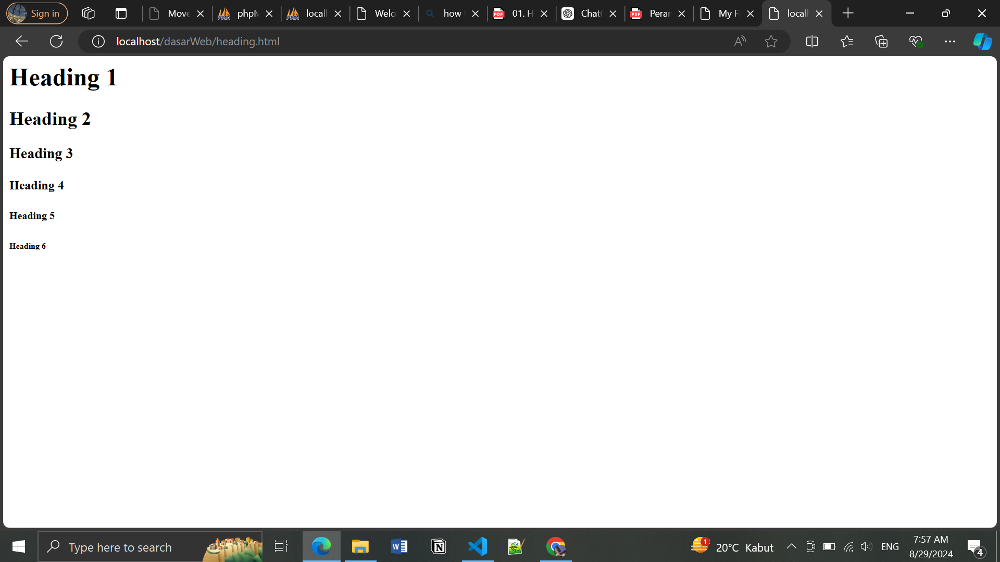 Sign in
Move
phpM
locall
Welc
how
01. H
Chat
Perar
My Fi
locall
localhost/dasarWeb/heading.html
Heading 1
Heading 2
Heading 3
Heading 4
Heading 5
Heading 6
Type here to search
1
20°C Kabut
ENG
7:57 AM
8/29/2024
4